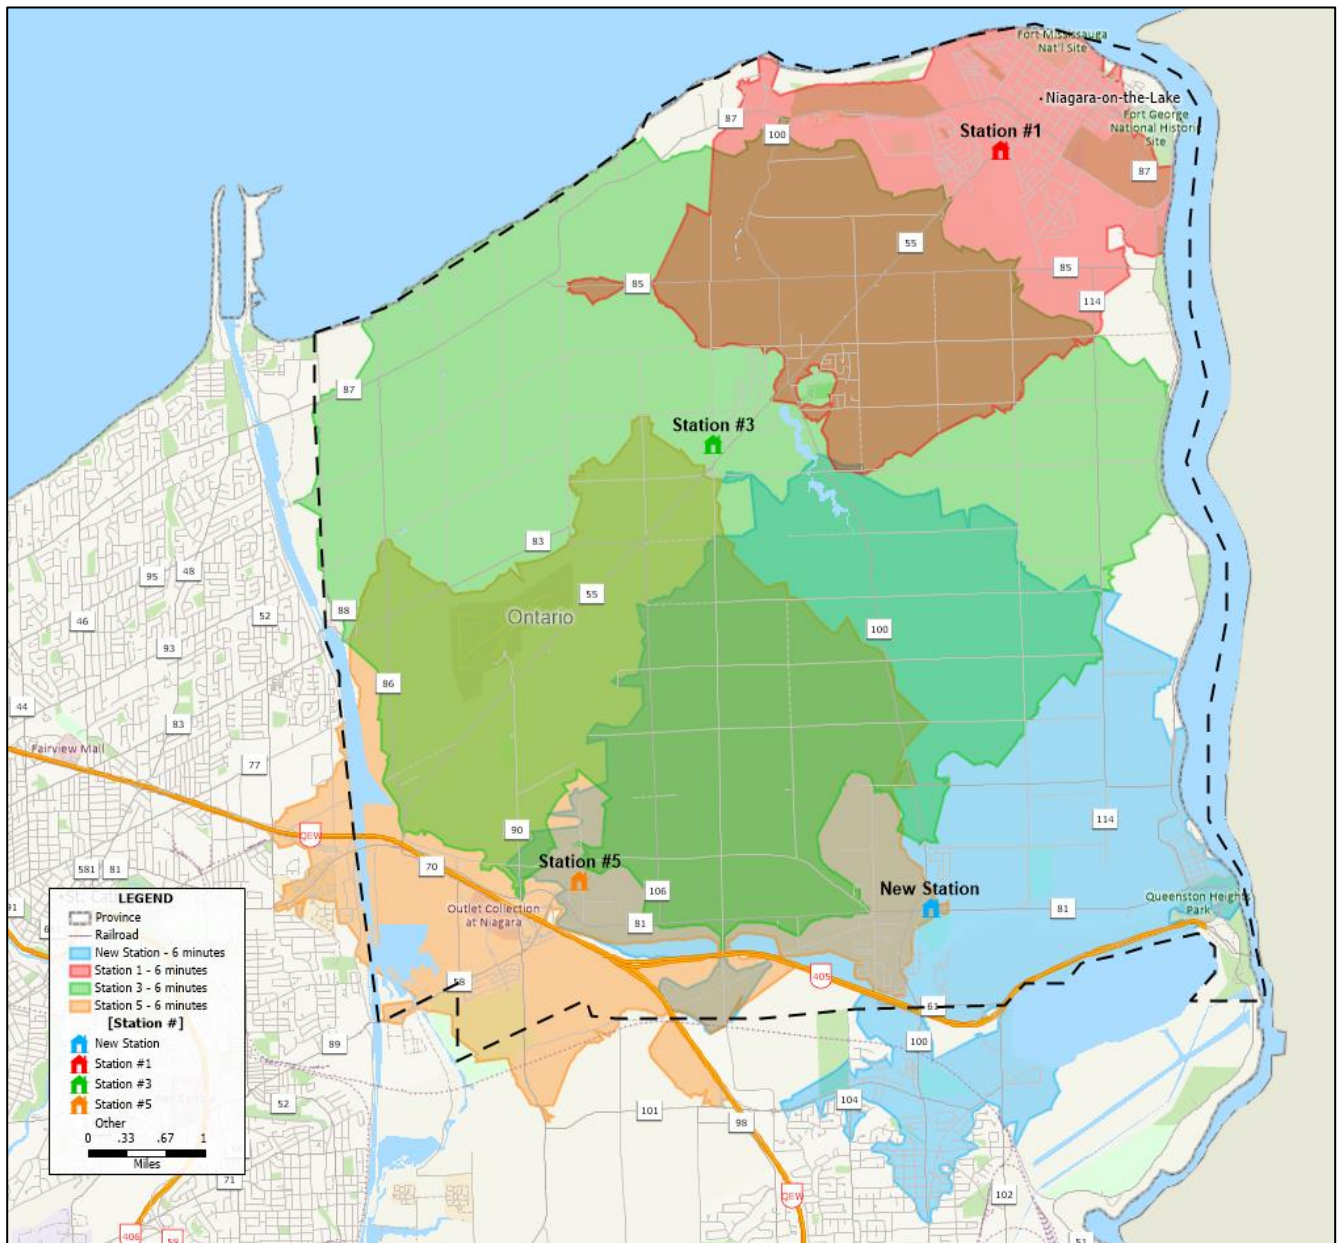 Fort Mississauga
Nat'l Site
Niagara-on-the-Lake
Fort George
National Historic
Site
Station #1
87
100
87
55
85
85
114
87
Station #3
83
95
48
46
52
88
55
Ontario
100
93
86
44
83
Fairview Mall
77
QEW
90
114
70
Station #5
581
81
106
New Station
Outlet Collection
at Niagara
81
81
Queenston Heights
Park
405
58
61
89
100
52
101
104
98
71
QEW
102
406
LEGEND
Province
Railroad
New Station - 6 minutes
Station 1 - 6 minutes
Station 3 - 6 minutes
Station 5 - 6 minutes
[Station #]
New Station
Station #1
Station #3
Station #5
Other
0 .33 .67 1
Miles